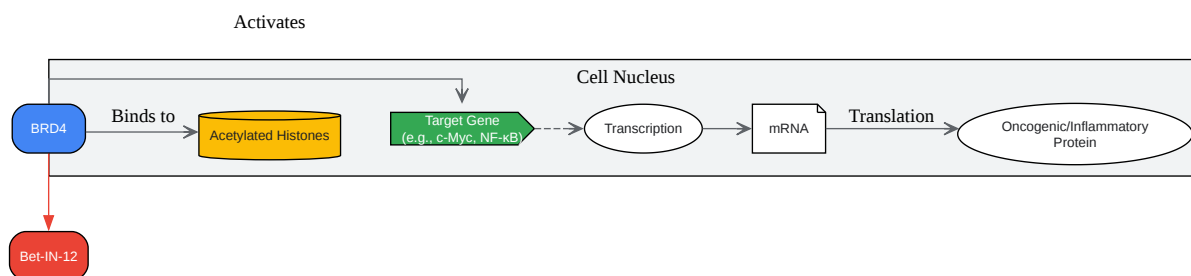 Activates
Cell Nucleus
BRD4
Binds to
Acetylated Histones
Target Gene
(e.g., c-Myc, NF-κB)
Transcription
mRNA
Translation
Oncogenic/Inflammatory
Protein
Bet-IN-12